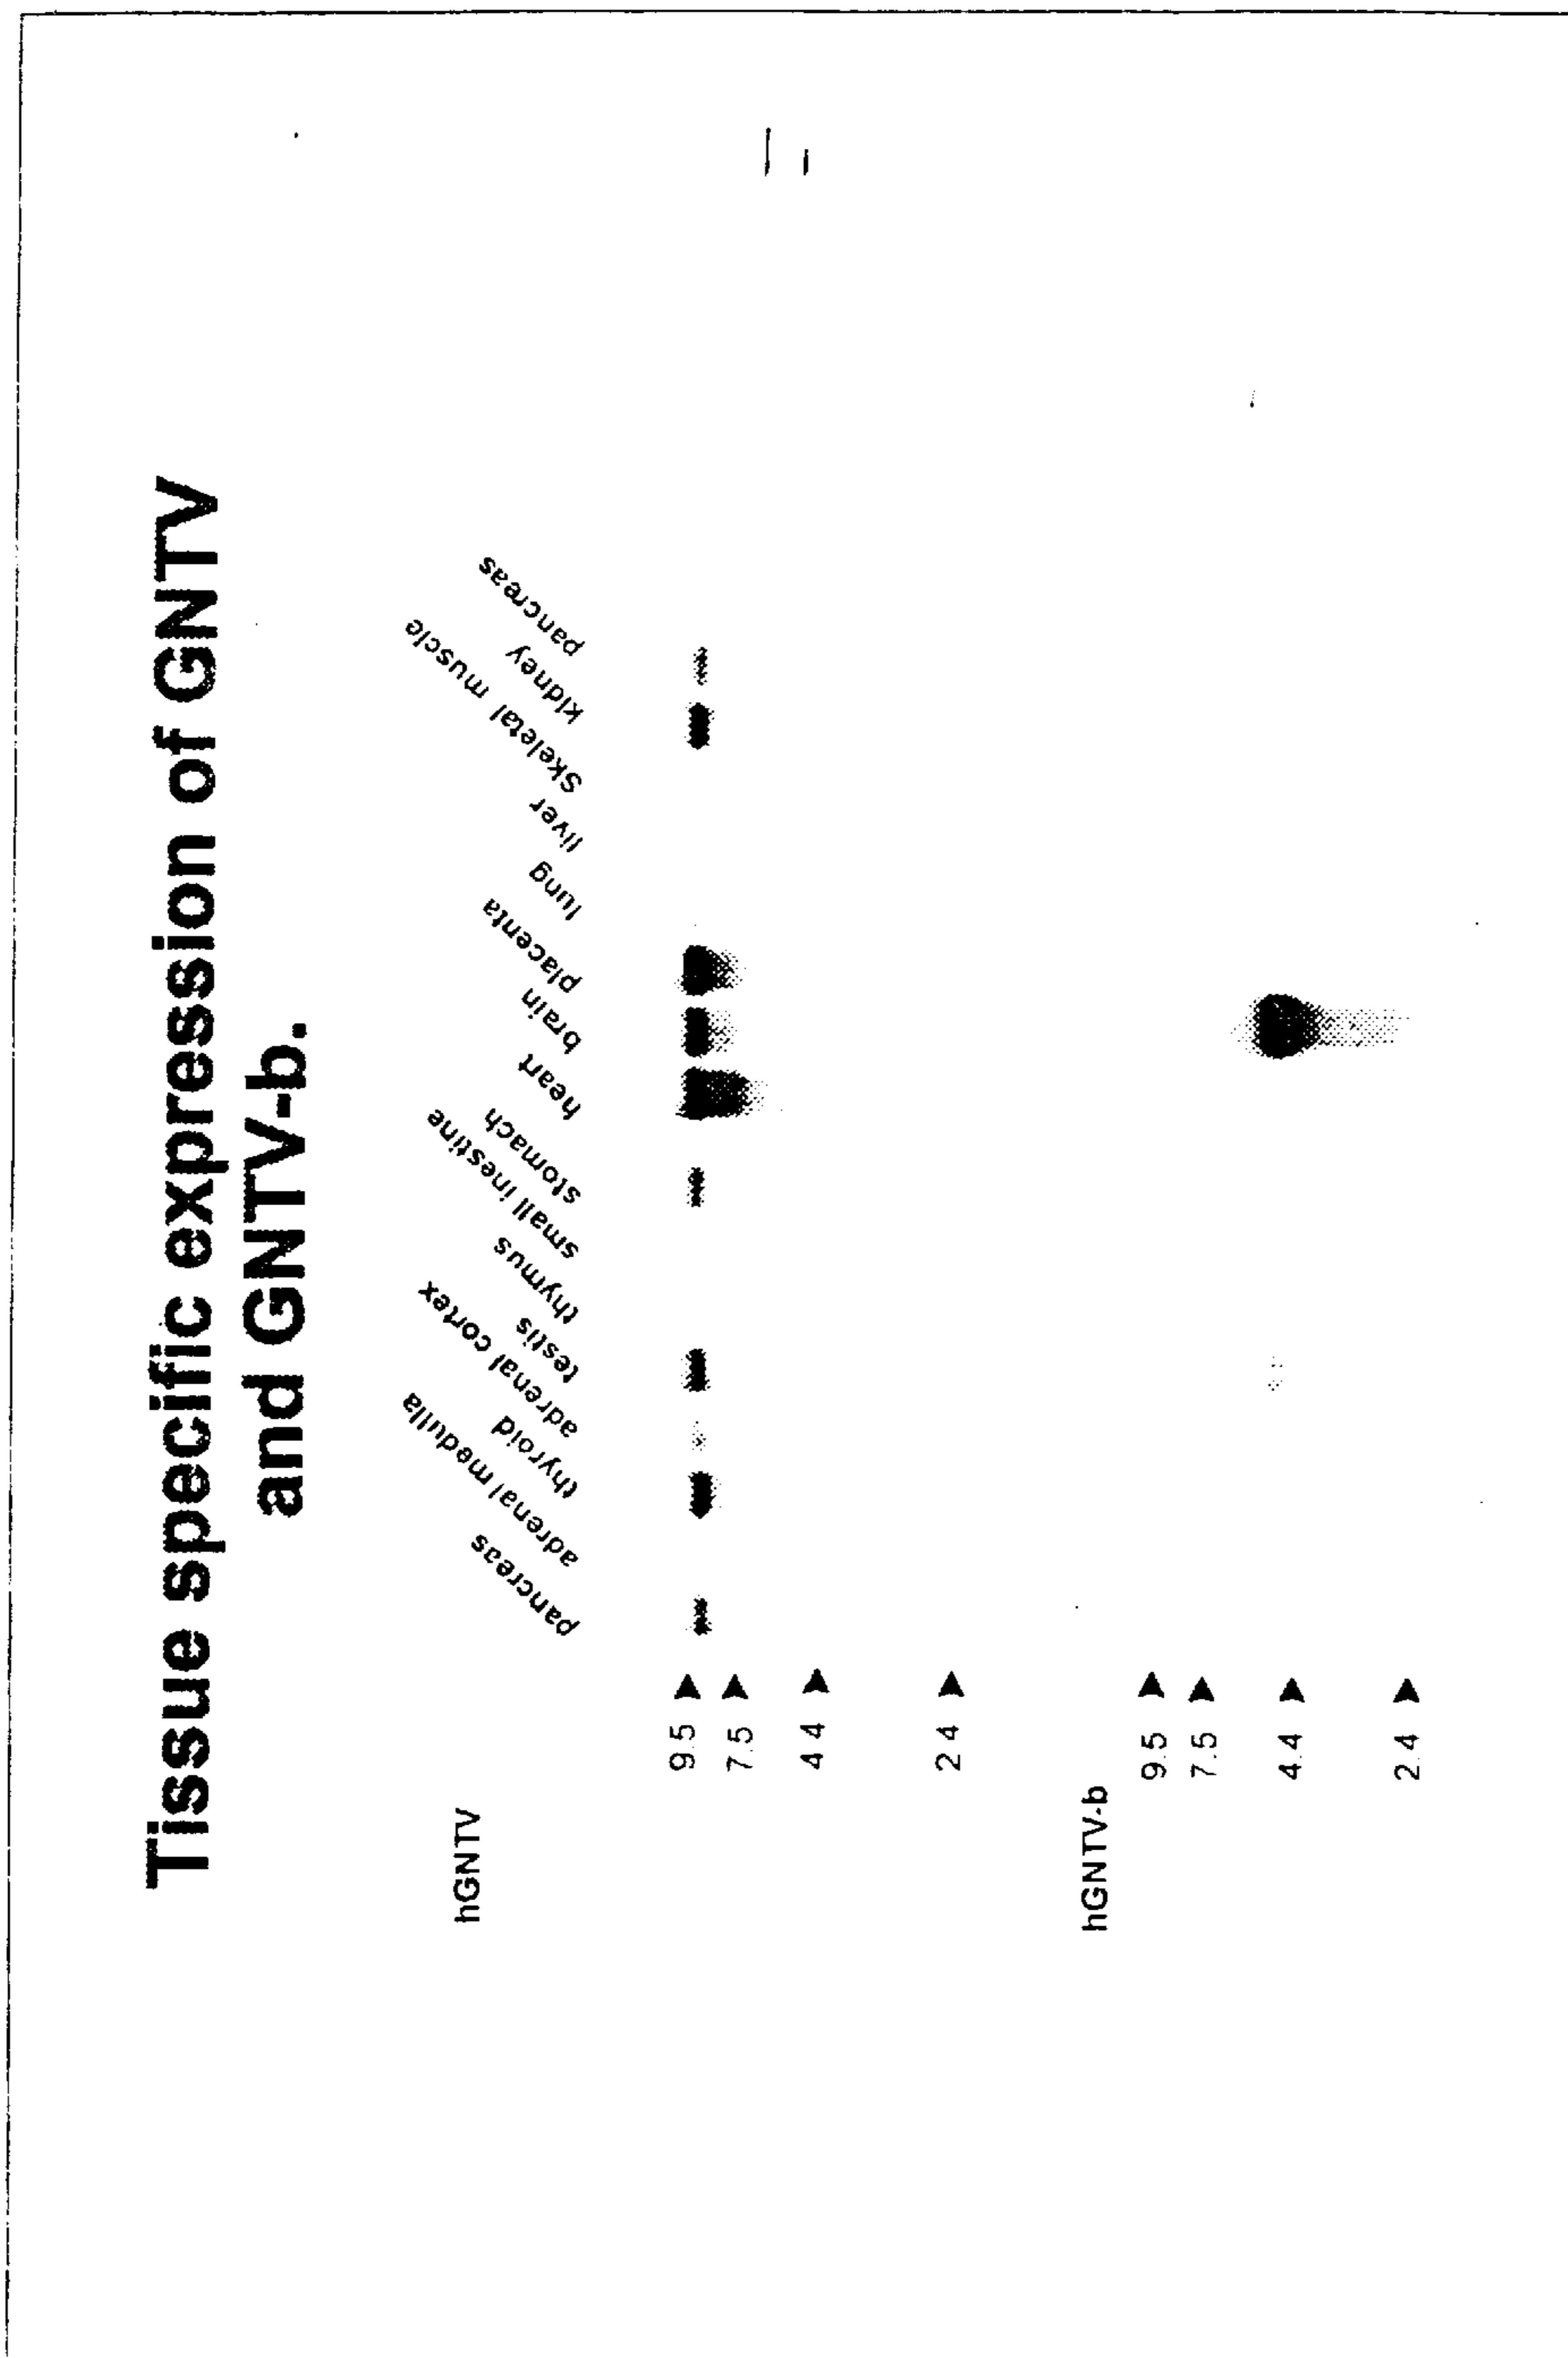 Tissue specific expression of GNTV
and GNTV-b.
hGNTV
pancreas
adrenal medulla
thyroid
adrenal cortex
testis
thymus
small inestine
stomach
heart
brain
placenta
lung
liver
Skeletal muscle
kidney
pancreas
9.5
7.5
4 4
2 4
hGNTV-b
9.5
7.5
4.4
2.4